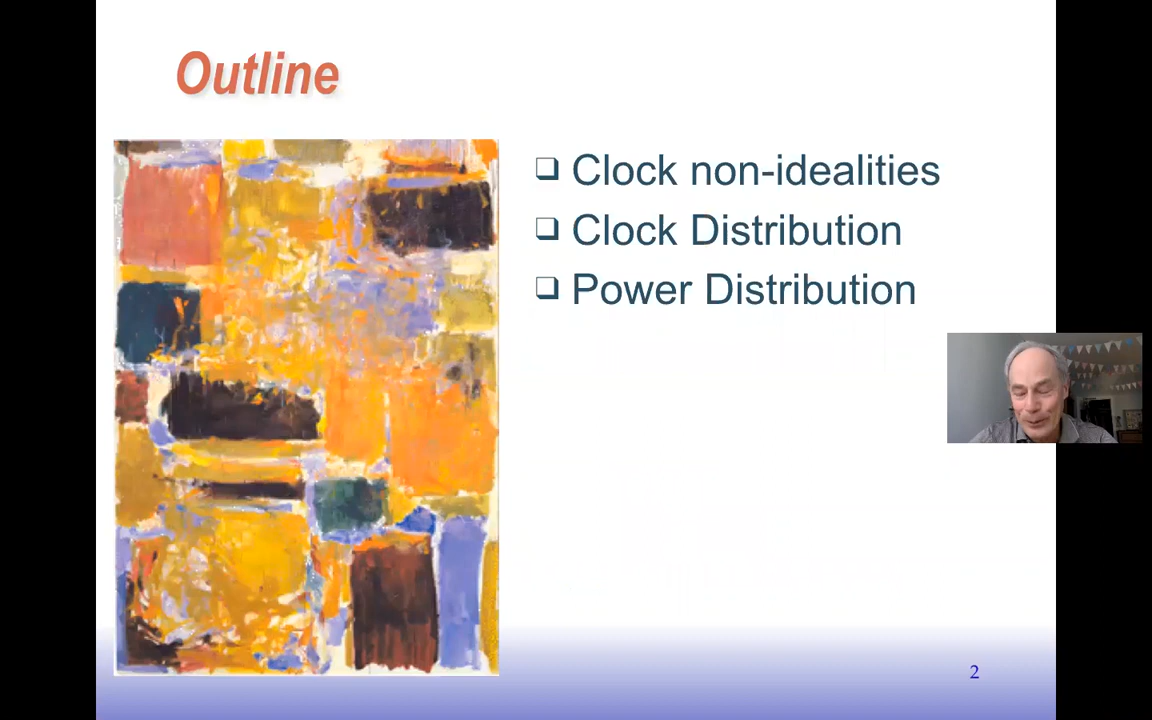 Outline
❑ Clock non-idealities
❑ Clock Distribution
❑ Power Distribution
2